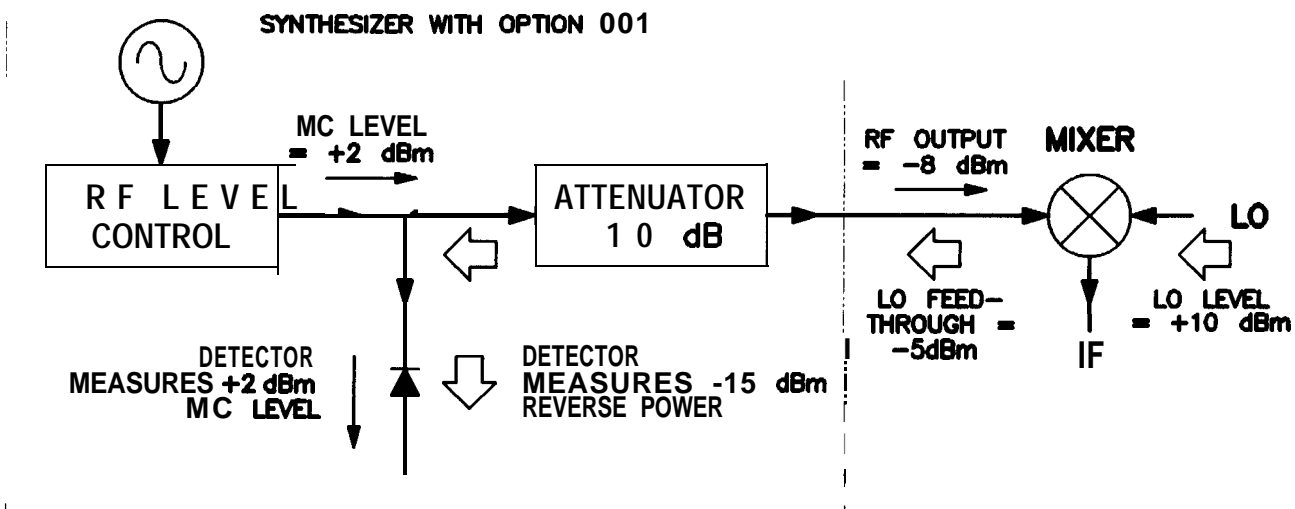 SYNTHESIZER WITH OPTION 001
MC LEVEL
= +2 dBm
RF LEVEL
CONTROL
ATTENUATOR
10 dB
RF OUTPUT
= -8 dBm
MIXER
LO
LO FEED-
THROUGH =
-5dBm
LO LEVEL
= +10 dBm
IF
DETECTOR
MEASURES +2 dBm
MC LEVEL
DETECTOR
MEASURES -15 dBm
REVERSE POWER